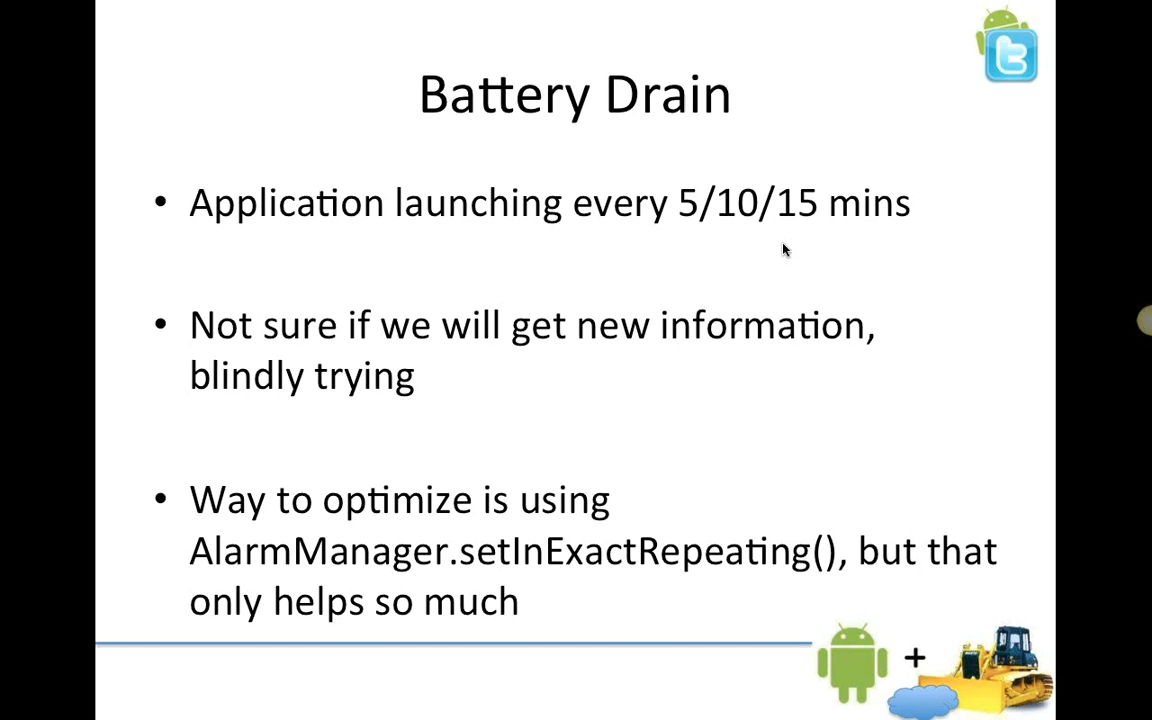 Battery Drain
• Application launching every 5/10/15 mins
• Not sure if we will get new information,
blindly trying
• Way to optimize is using
AlarmManager.setInExactRepeating(), but that
only helps so much
+